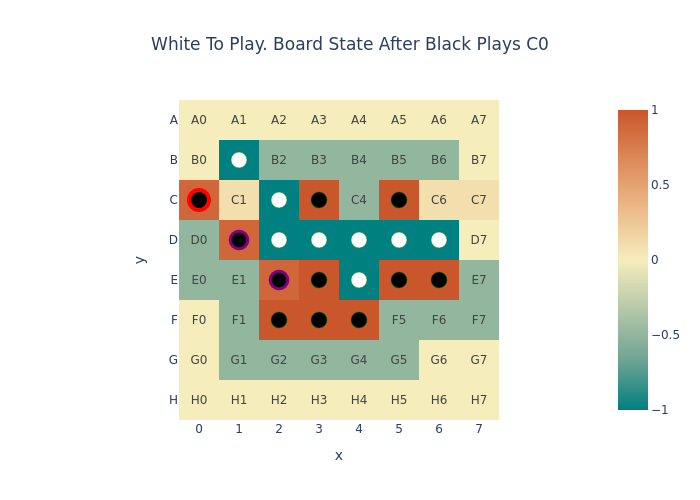 White To Play. Board State After Black Plays C0
A A0 A1 A2 A3 A4 A5 A6 A7
B B0 B2 B3 B4 B5 B6 B7
C C1 C4 C6 C7
D D0 D7
E E0 E1 E7
F F0 F1 F5 F6 F7
G G0 G1 G2 G3 G4 G5 G6 G7
H H0 H1 H2 H3 H4 H5 H6 H7
0 1 2 3 4 5 6 7
x
y
1
0.5
0
−0.5
−1